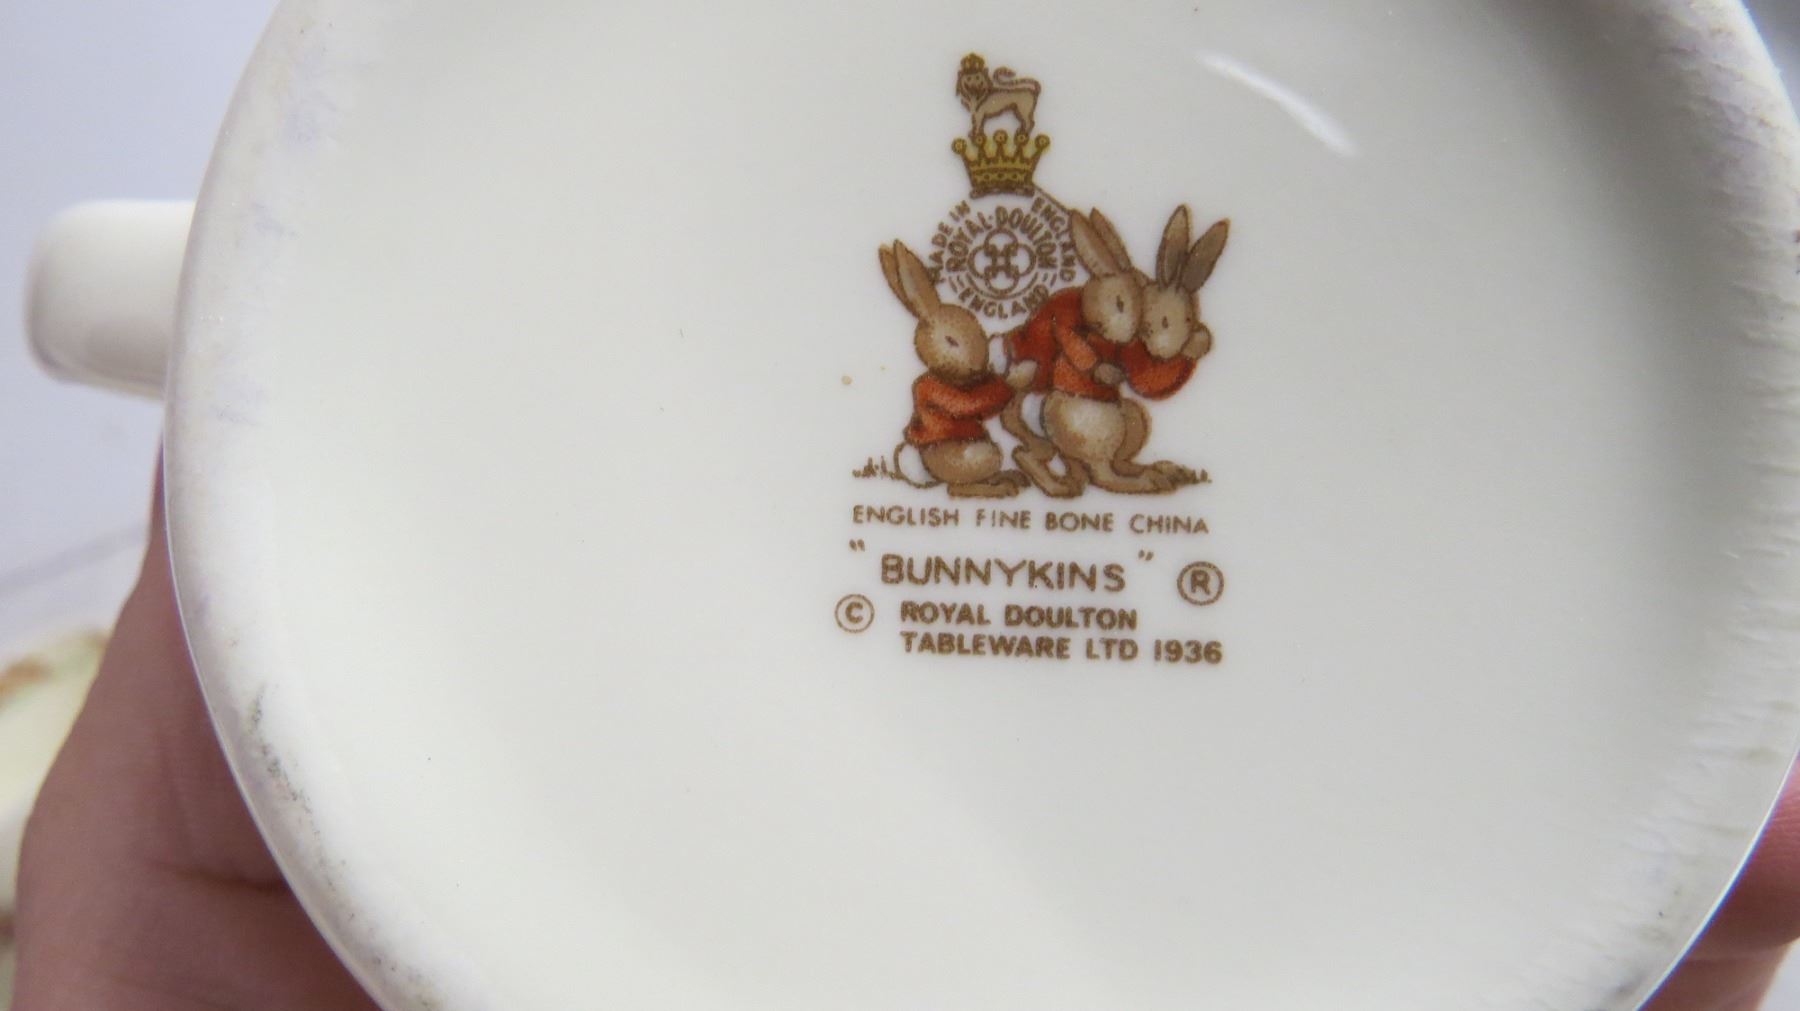 MADE IN ENGLAND
ROYAL·DOULTON
ENGLAND
ENGLISH FINE BONE CHINA
"BUNNYKINS" ®
© ROYAL DOULTON
TABLEWARE LTD 1936